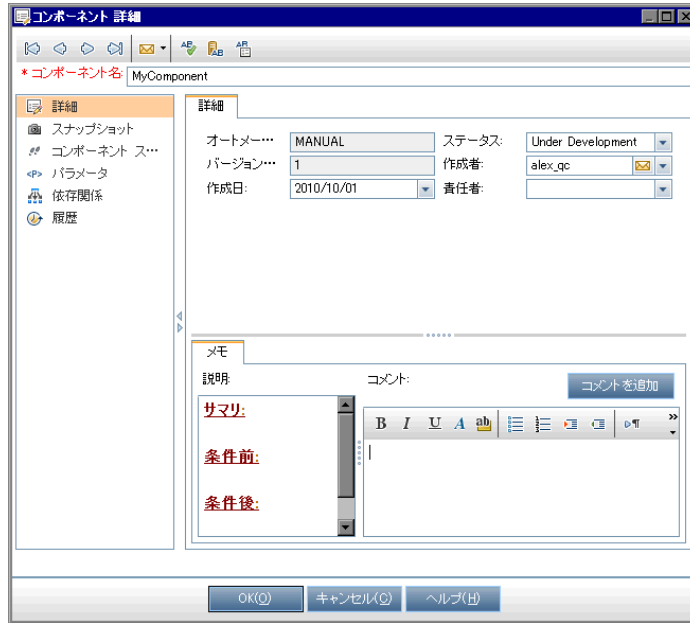 コンポーネント 詳細
* コンポーネント名: MyComponent
詳細
スナップショット
コンポーネント ス…
<P> パラメータ
依存関係
履歴
詳細
オートメー… MANUAL ステータス: Under Development
バージョン… 1 作成者: alex_qc
作成日: 2010/10/01 責任者:
メモ
説明: コメント: コメントを追加
サマリ:
条件前:
条件後:
B I U A ab
OK(O) キャンセル(C) ヘルプ(H)